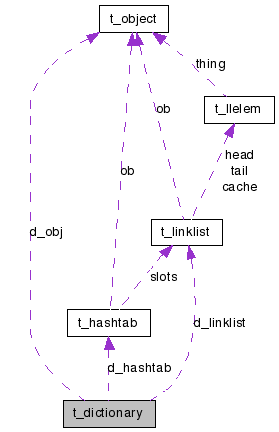 t_object
thing
t_llelem
ob
head
tail
cache
ob
d_obj
t_linklist
slots
t_hashtab
d_linklist
d_hashtab
t_dictionary